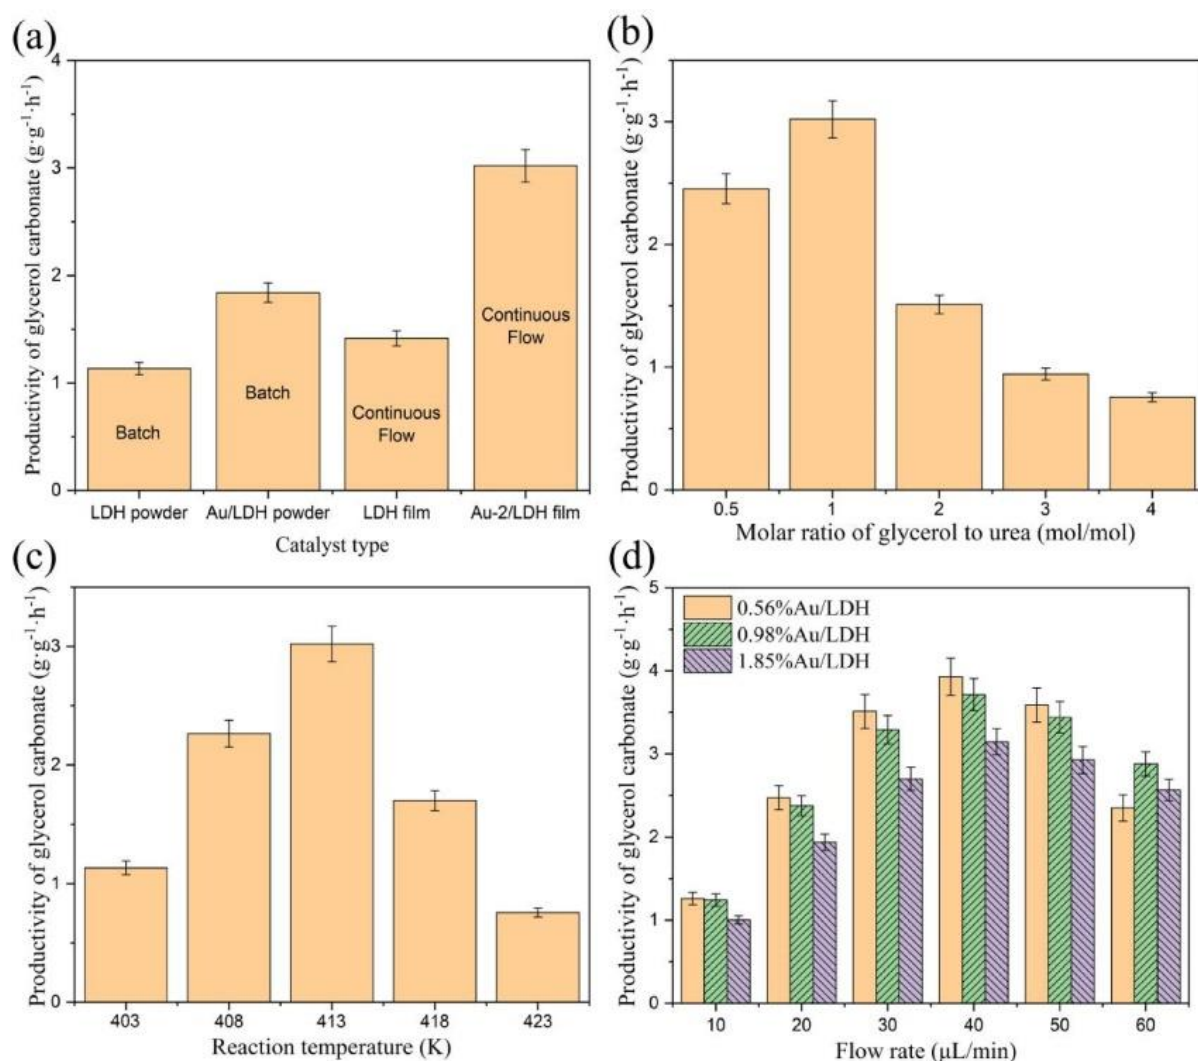 (a)
Productivity of glycerol carbonate (g·g⁻¹·h⁻¹)
4
3
2
1
0
Batch
Batch
Continuous
Flow
Continuous
Flow
LDH powder Au/LDH powder LDH film Au-2/LDH film
Catalyst type
(b)
Productivity of glycerol carbonate (g·g⁻¹·h⁻¹)
3
2
1
0
0.5 1 2 3 4
Molar ratio of glycerol to urea (mol/mol)
(c)
Productivity of glycerol carbonate (g·g⁻¹·h⁻¹)
3
2
1
0
403 408 413 418 423
Reaction temperature (K)
(d)
Productivity of glycerol carbonate (g·g⁻¹·h⁻¹)
5
4
3
2
1
0
0.56%Au/LDH
0.98%Au/LDH
1.85%Au/LDH
10 20 30 40 50 60
Flow rate (μL/min)